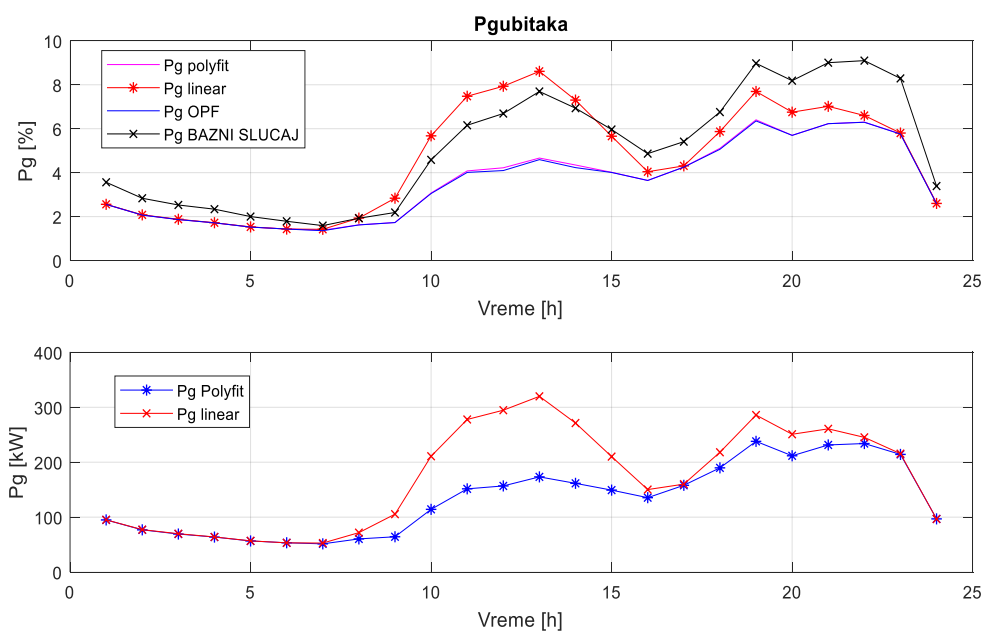 Pgubitaka
10
8
6
4
2
0
Pg [%]
Pg polyfit
Pg linear
Pg OPF
Pg BAZNI SLUCAJ
0 5 10 15 20 25
Vreme [h]
400
300
200
100
0
Pg [kW]
Pg Polyfit
Pg linear
0 5 10 15 20 25
Vreme [h]